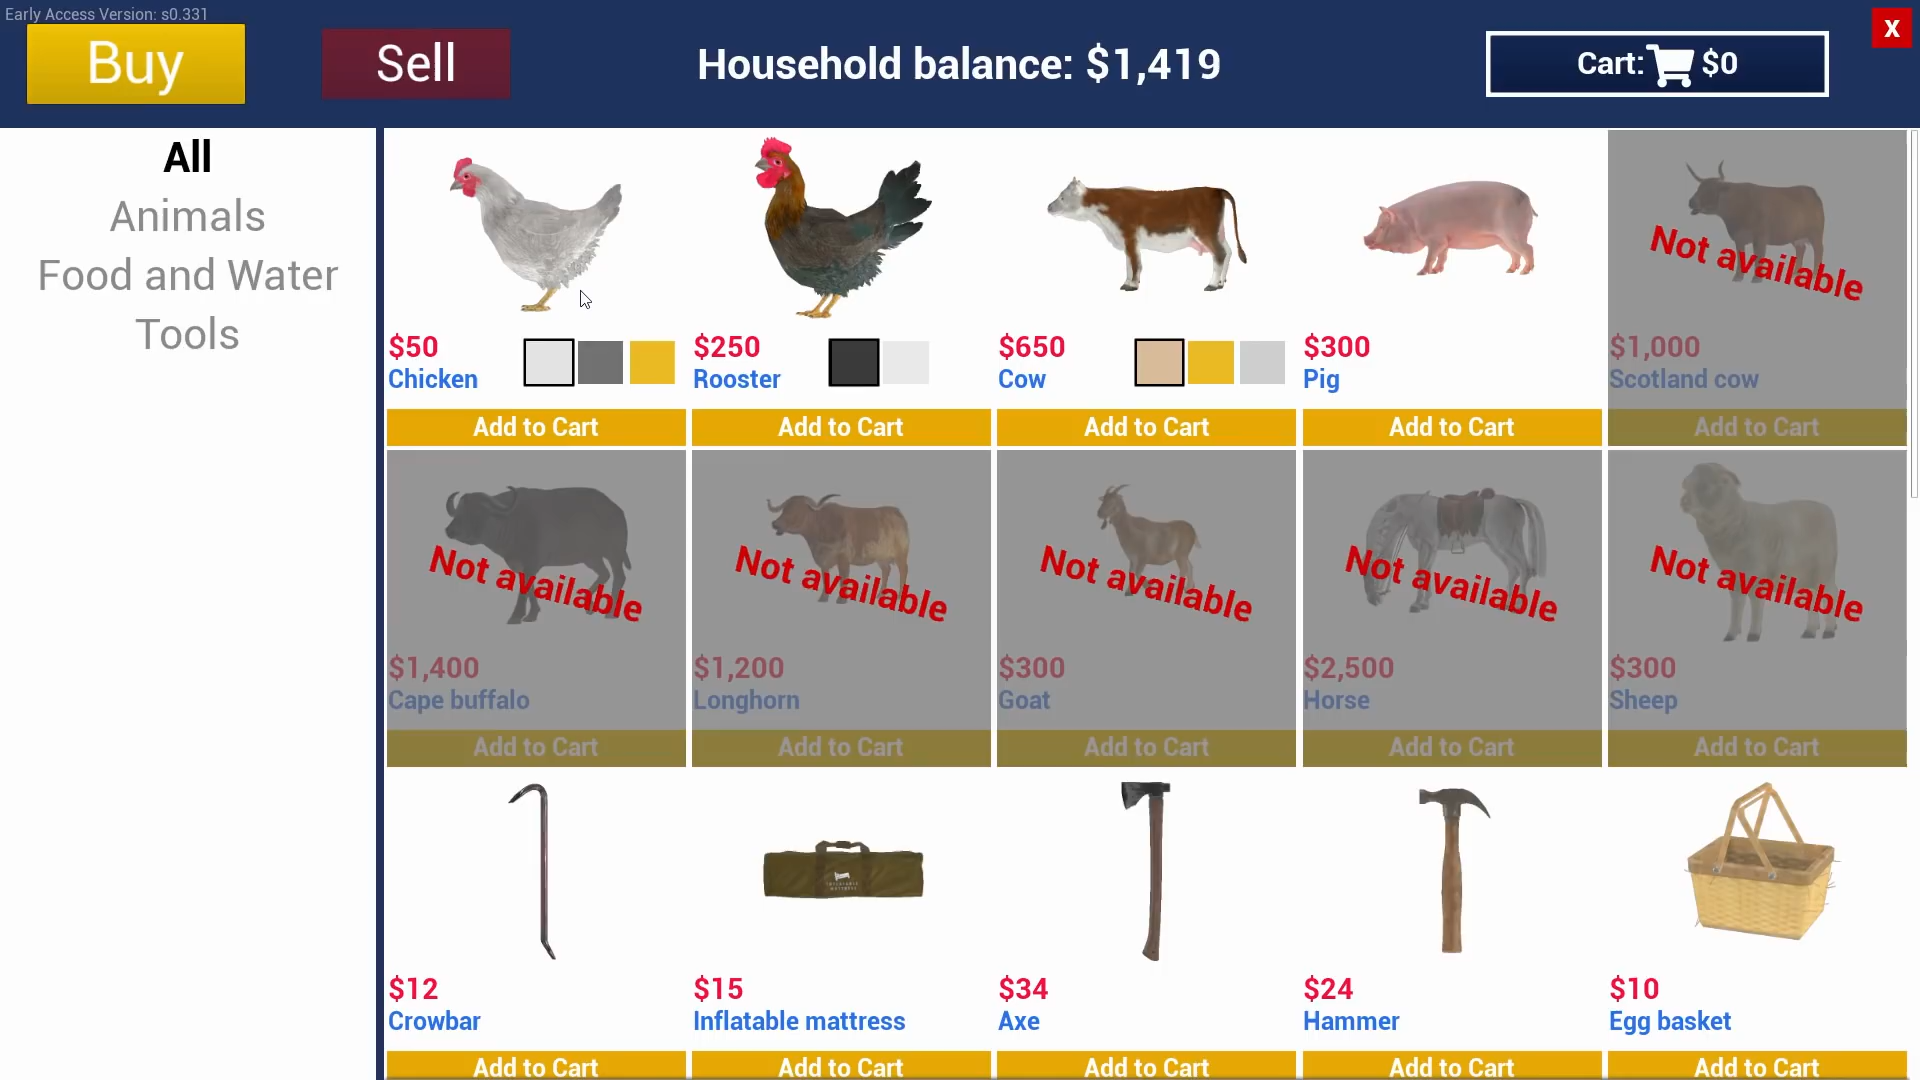 Early Access Version: s0.331
Buy
Sell
Household balance: $1,419
Cart: $0
X
All
Animals
Food and Water
Tools
$50
Chicken
Add to Cart
$250
Rooster
Add to Cart
$650
Cow
Add to Cart
$300
Pig
Add to Cart
Not available
$1,000
Scotland cow
Add to Cart
Not available
$1,400
Cape buffalo
Add to Cart
Not available
$1,200
Longhorn
Add to Cart
Not available
$300
Goat
Add to Cart
Not available
$2,500
Horse
Add to Cart
Not available
$300
Sheep
Add to Cart
$12
Crowbar
Add to Cart
INFLATABLE
MATTRESS
$15
Inflatable mattress
Add to Cart
$34
Axe
Add to Cart
$24
Hammer
Add to Cart
$10
Egg basket
Add to Cart